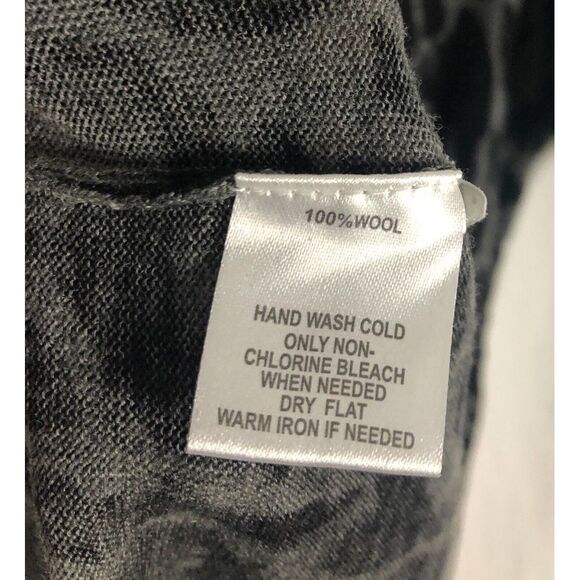 100%WOOL
HAND WASH COLD
ONLY NON-
CHLORINE BLEACH
WHEN NEEDED
DRY FLAT
WARM IRON IF NEEDED